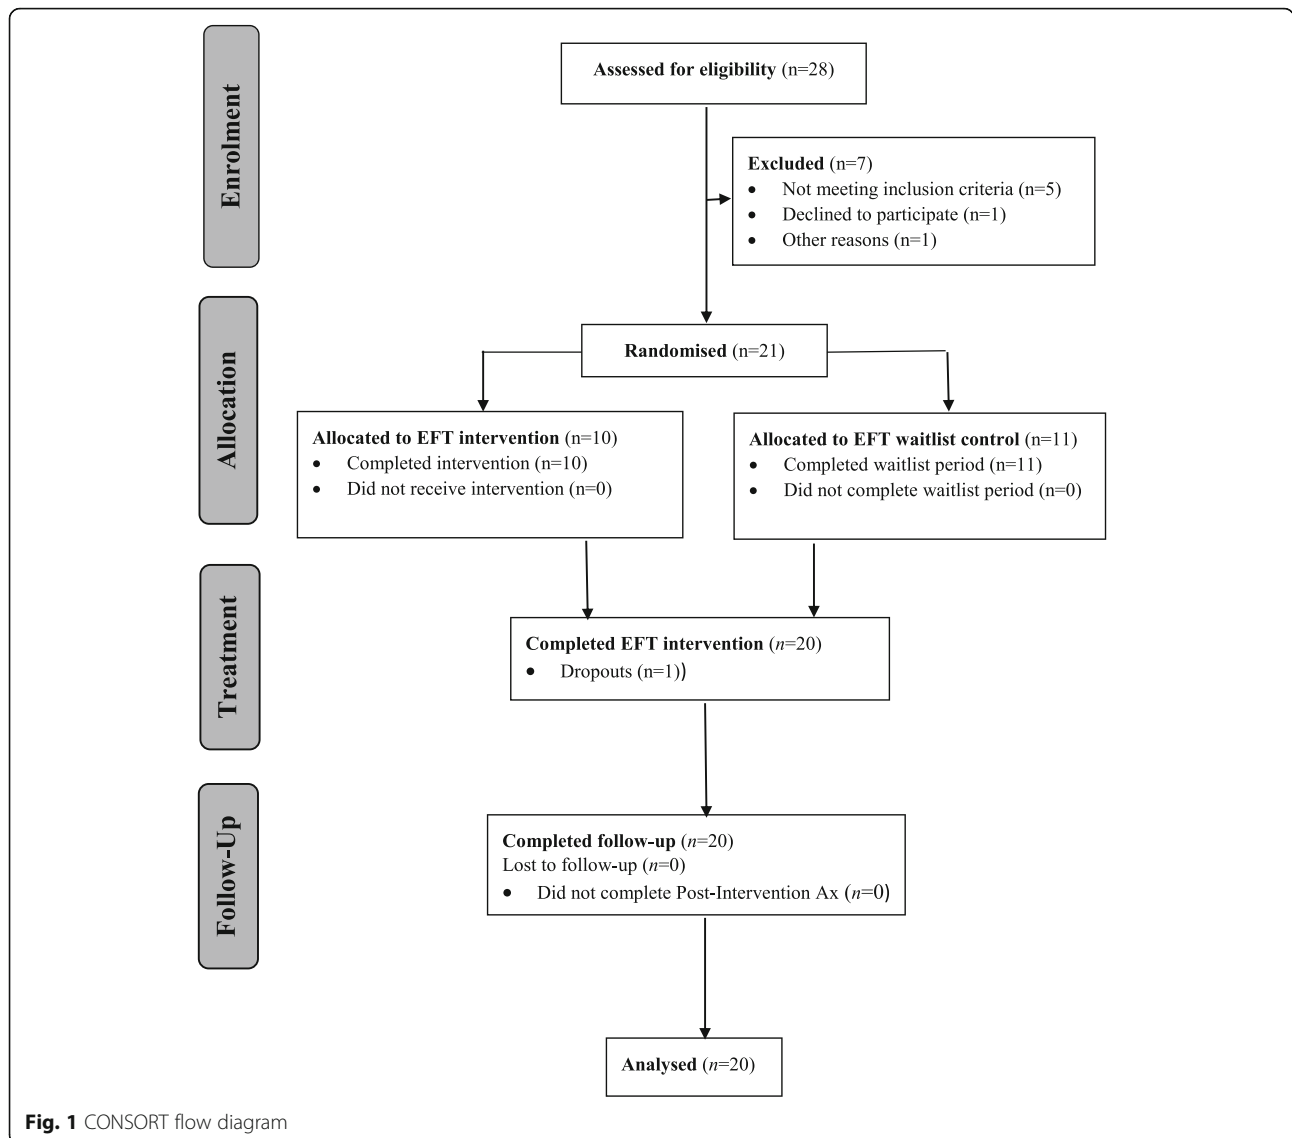 Enrolment
Assessed for eligibility (n=28)
Excluded (n=7)
• Not meeting inclusion criteria (n=5)
• Declined to participate (n=1)
• Other reasons (n=1)
Allocation
Randomised (n=21)
Allocated to EFT intervention (n=10)
• Completed intervention (n=10)
• Did not receive intervention (n=0)
Allocated to EFT waitlist control (n=11)
• Completed waitlist period (n=11)
• Did not complete waitlist period (n=0)
Treatment
Completed EFT intervention (n=20)
• Dropouts (n=1))
Follow-Up
Completed follow-up (n=20)
Lost to follow-up (n=0)
• Did not complete Post-Intervention Ax (n=0)
Analysed (n=20)
Fig. 1 CONSORT flow diagram